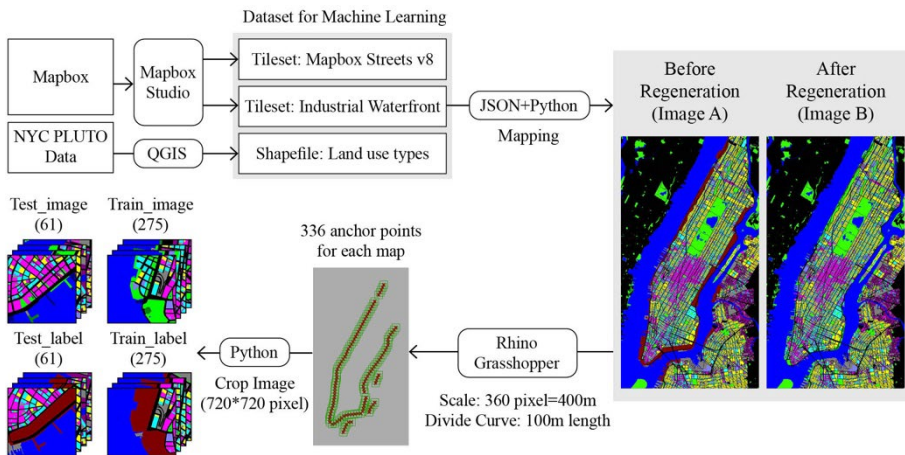 Dataset for Machine Learning
Mapbox
Mapbox
Studio
Tileset: Mapbox Streets v8
Tileset: Industrial Waterfront
NYC PLUTO
Data
QGIS
Shapefile: Land use types
JSON+Python
Mapping
Before
Regeneration
(Image A)
After
Regeneration
(Image B)
Test_image
(61)
Train_image
(275)
Test_label
(61)
Train_label
(275)
336 anchor points
for each map
Python
Crop Image
(720*720 pixel)
Rhino
Grasshopper
Scale: 360 pixel=400m
Divide Curve: 100m length